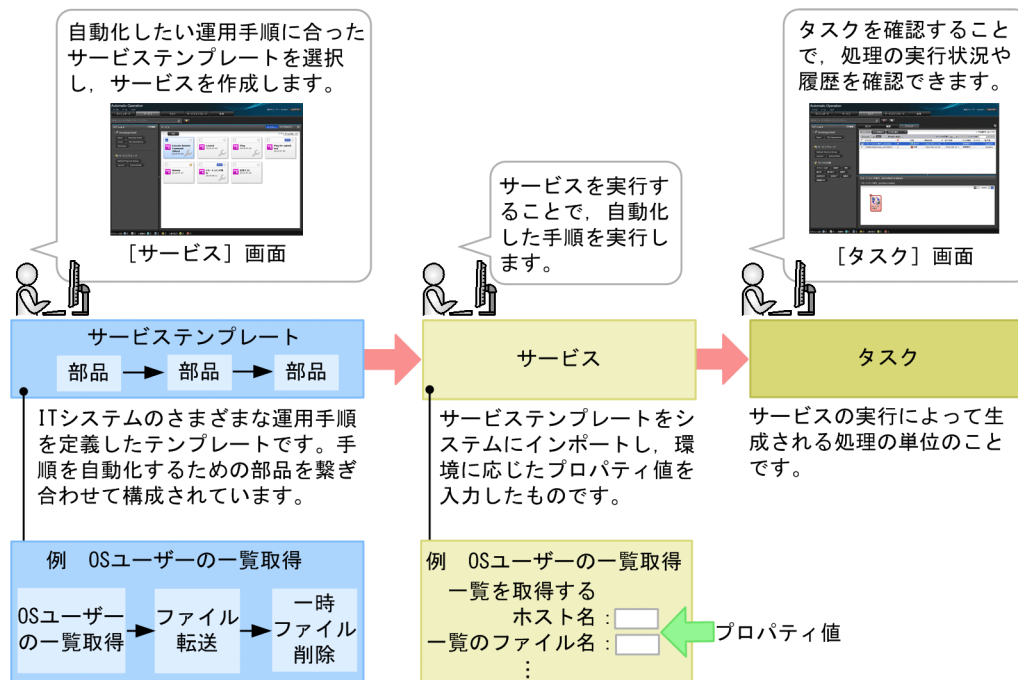 自動化したい運用手順に合った
サービステンプレートを選択
し，サービスを作成します。
［サービス］画面
サービスを実行す
ることで，自動化
した手順を実行し
ます。
タスクを確認すること
で，処理の実行状況や
履歴を確認できます。
［タスク］画面
サービステンプレート
部品
部品
部品
サービス
タスク
ITシステムのさまざまな運用手順
を定義したテンプレートです。手
順を自動化するための部品を繋ぎ
合わせて構成されています。
サービステンプレートをシ
ステムにインポートし，環
境に応じたプロパティ値を
入力したものです。
サービスの実行によって生
成される処理の単位のこと
です。
例　OSユーザーの一覧取得
OSユーザー
の一覧取得
ファイル
転送
一時
ファイル
削除
例　OSユーザーの一覧取得
一覧を取得する
ホスト名：
一覧のファイル名：
⋮
プロパティ値